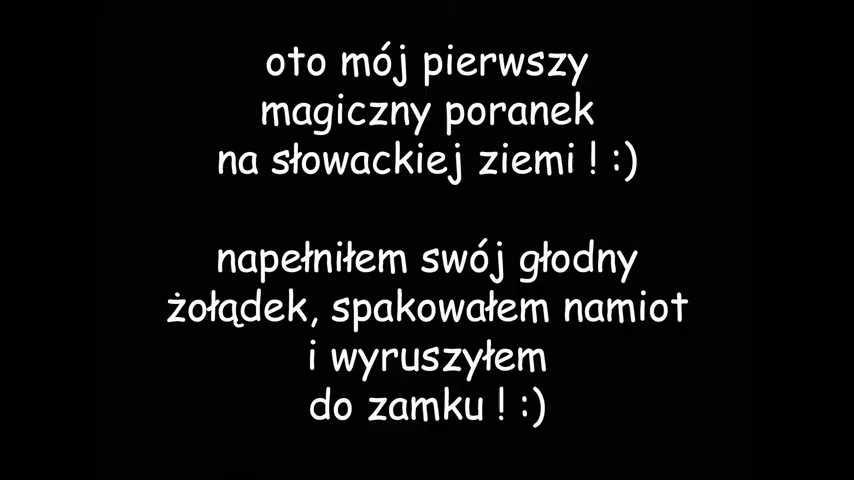 oto mój pierwszy
magiczny poranek
na słowackiej ziemi ! :)
napełniłem swój głodny
żołądek, spakowałem namiot
i wyruszyłem
do zamku ! :)